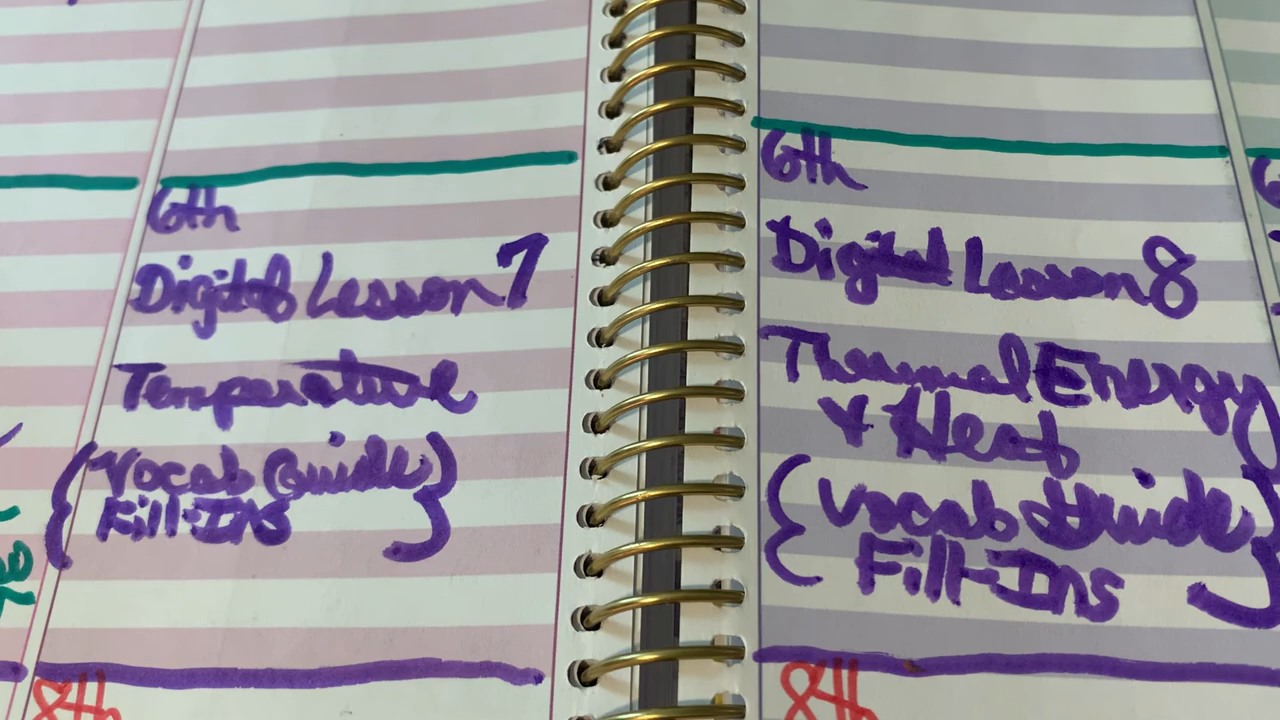 6th
Digital Lesson 7
Temperature
{Vocab Guide
Fill-Ins}
8th
6th
Digital Lesson 8
Thermal Energy
& Heat
{Vocab Guide
Fill-Ins}
8th